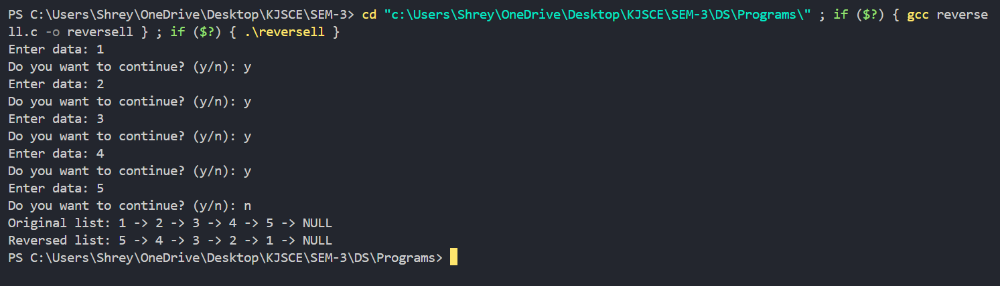 PS C:\Users\Shrey\OneDrive\Desktop\KJSCE\SEM-3> cd "c:\Users\Shrey\OneDrive\Desktop\KJSCE\SEM-3\DS\Programs\" ; if ($?) { gcc reverse
ll.c -o reversell } ; if ($?) { .\reversell }
Enter data: 1
Do you want to continue? (y/n): y
Enter data: 2
Do you want to continue? (y/n): y
Enter data: 3
Do you want to continue? (y/n): y
Enter data: 4
Do you want to continue? (y/n): y
Enter data: 5
Do you want to continue? (y/n): n
Original list: 1 -> 2 -> 3 -> 4 -> 5 -> NULL
Reversed list: 5 -> 4 -> 3 -> 2 -> 1 -> NULL
PS C:\Users\Shrey\OneDrive\Desktop\KJSCE\SEM-3\DS\Programs>